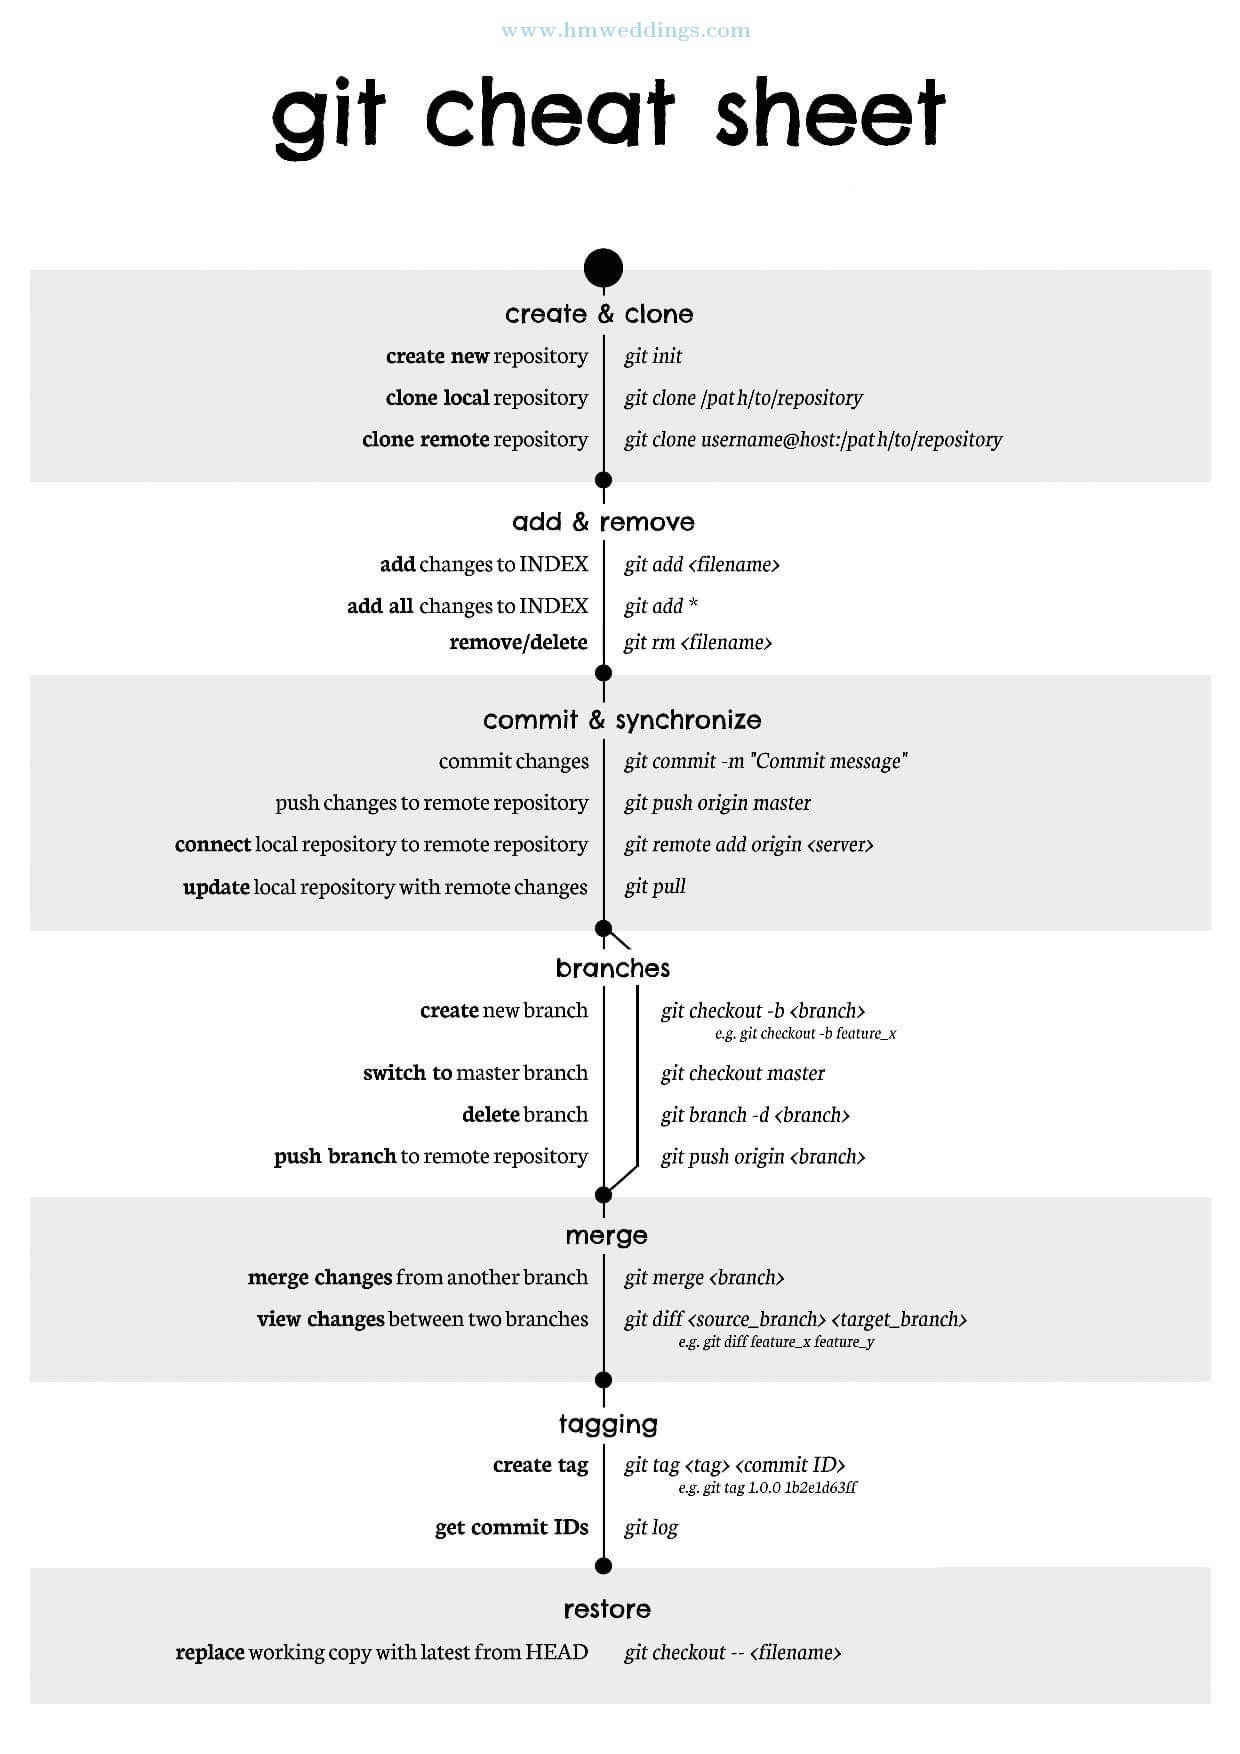 www.hmweddings.com
git cheat sheet
create & clone
create new repository git init
clone local repository git clone /path/to/repository
clone remote repository git clone username@host:/path/to/repository
add & remove
add changes to INDEX git add <filename>
add all changes to INDEX git add *
remove/delete git rm <filename>
commit & synchronize
commit changes git commit -m "Commit message"
push changes to remote repository git push origin master
connect local repository to remote repository git remote add origin <server>
update local repository with remote changes git pull
branches
create new branch git checkout -b <branch>
e.g. git checkout -b feature_x
switch to master branch git checkout master
delete branch git branch -d <branch>
push branch to remote repository git push origin <branch>
merge
merge changes from another branch git merge <branch>
view changes between two branches git diff <source_branch> <target_branch>
e.g. git diff feature_x feature_y
tagging
create tag git tag <tag> <commit ID>
e.g. git tag 1.0.0 1b2e1d63ff
get commit IDs git log
restore
replace working copy with latest from HEAD git checkout -- <filename>